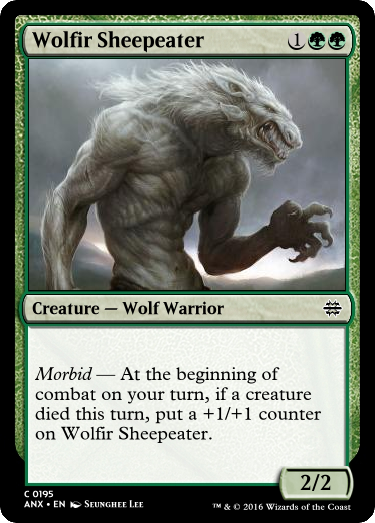 Wolfir Sheepeater 1
Creature — Wolf Warrior
Morbid — At the beginning of
combat on your turn, if a creature
died this turn, put a +1/+1 counter
on Wolfir Sheepeater.
2/2
C 0195
ANX • EN Seunghee Lee
™ & © 2016 Wizards of the Coast